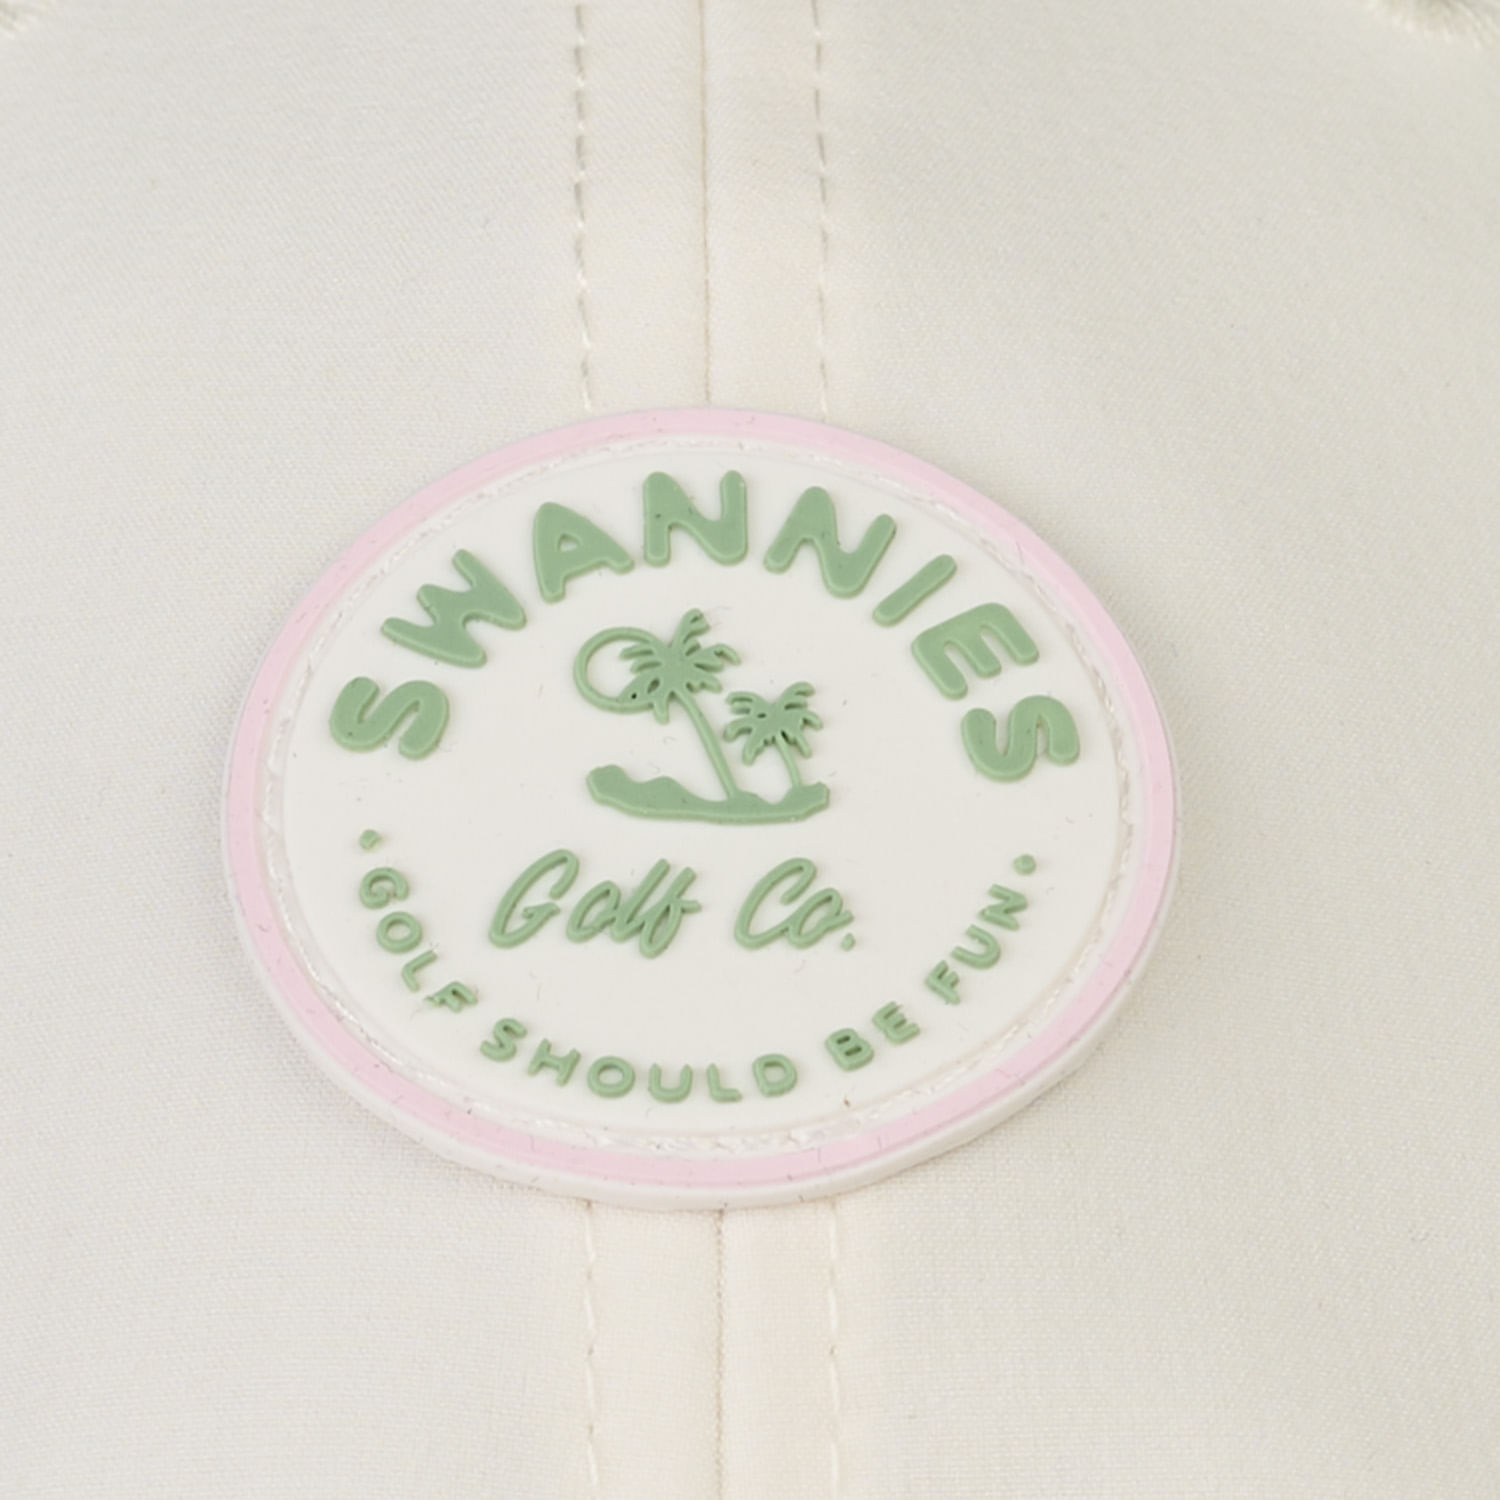 SWANNIES
Golf Co.
• GOLF SHOULD BE FUN •